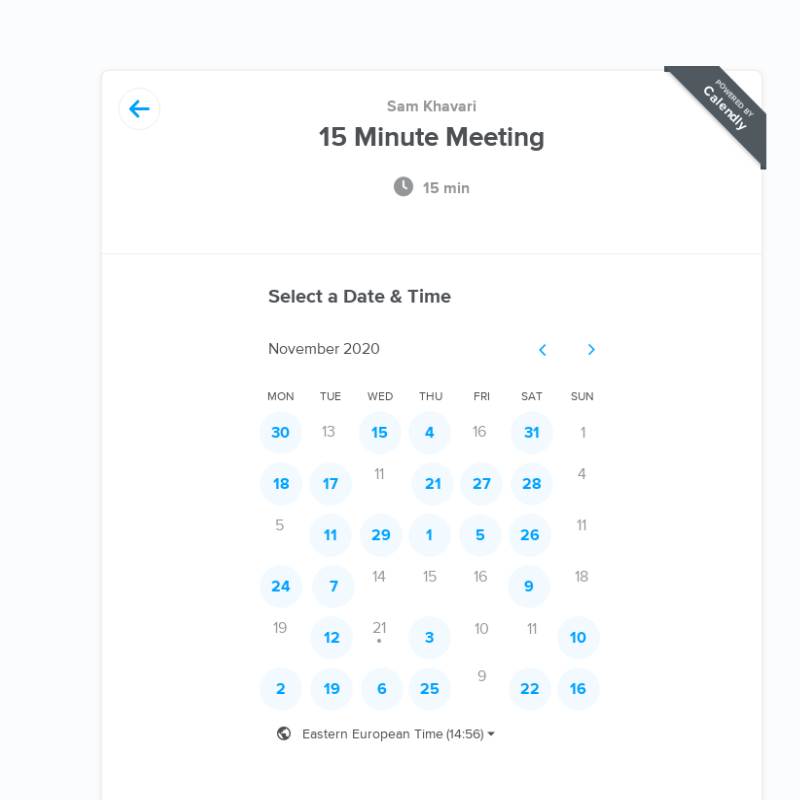 POWERED BY
Calendly
Sam Khavari
15 Minute Meeting
15 min
Select a Date & Time
November 2020
MON TUE WED THU FRI SAT SUN
30 13 15 4 16 31 1
18 17 11 21 27 28 4
5 11 29 1 5 26 11
24 7 14 15 16 9 18
19 12 21 3 10 11 10
2 19 6 25 9 22 16
Eastern European Time (14:56)